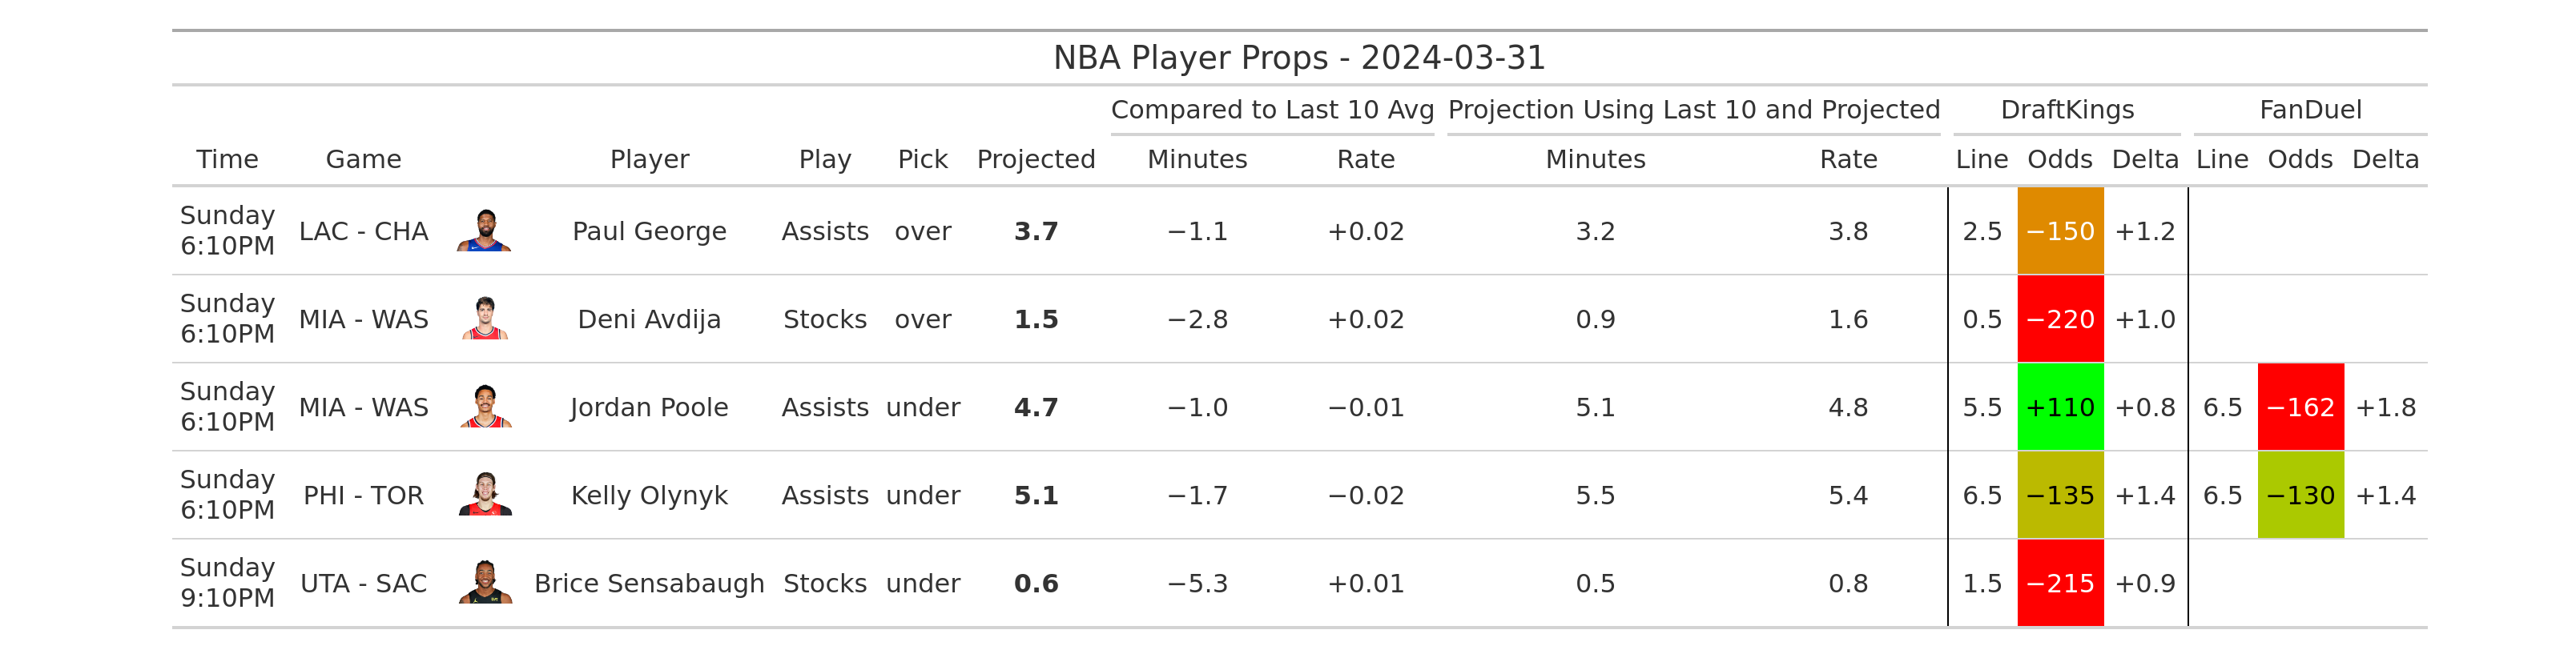 NBA Player Props - 2024-03-31
Compared to Last 10 Avg Projection Using Last 10 and Projected DraftKings FanDuel
Time Game Player Play Pick Projected Minutes Rate Minutes Rate Line Odds Delta Line Odds Delta
Sunday
6:10PM LAC - CHA Paul George Assists over 3.7 −1.1 +0.02 3.2 3.8 2.5 −150 +1.2
Sunday
6:10PM MIA - WAS Deni Avdija Stocks over 1.5 −2.8 +0.02 0.9 1.6 0.5 −220 +1.0
Sunday
6:10PM MIA - WAS Jordan Poole Assists under 4.7 −1.0 −0.01 5.1 4.8 5.5 +110 +0.8 6.5 −162 +1.8
Sunday
6:10PM PHI - TOR Kelly Olynyk Assists under 5.1 −1.7 −0.02 5.5 5.4 6.5 −135 +1.4 6.5 −130 +1.4
Sunday
9:10PM UTA - SAC Brice Sensabaugh Stocks under 0.6 −5.3 +0.01 0.5 0.8 1.5 −215 +0.9